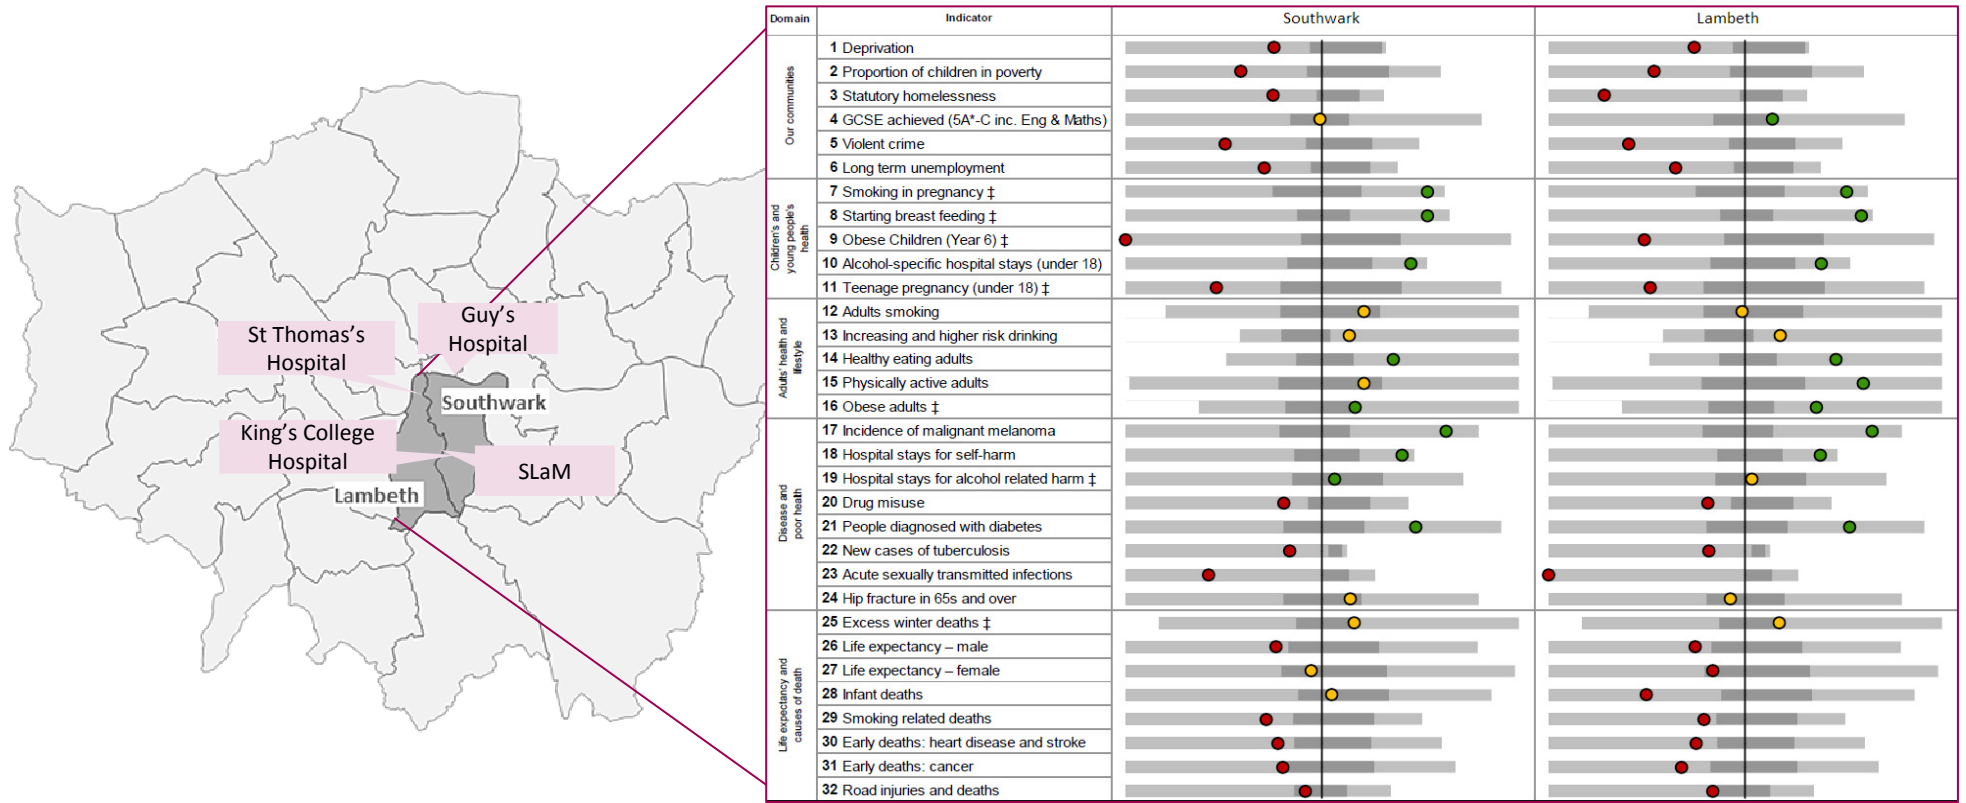 St Thomas's
Hospital
Guy's
Hospital
Southwark
King's College
Hospital
SLaM
Lambeth
Domain Indicator Southwark Lambeth
Our communities
1 Deprivation
2 Proportion of children in poverty
3 Statutory homelessness
4 GCSE achieved (5A*-C inc. Eng & Maths)
5 Violent crime
6 Long term unemployment
Children's and
young people's
health
7 Smoking in pregnancy ‡
8 Starting breast feeding ‡
9 Obese Children (Year 6) ‡
10 Alcohol-specific hospital stays (under 18)
11 Teenage pregnancy (under 18) ‡
Adults' health and
lifestyle
12 Adults smoking
13 Increasing and higher risk drinking
14 Healthy eating adults
15 Physically active adults
16 Obese adults ‡
Disease and
poor health
17 Incidence of malignant melanoma
18 Hospital stays for self-harm
19 Hospital stays for alcohol related harm ‡
20 Drug misuse
21 People diagnosed with diabetes
22 New cases of tuberculosis
23 Acute sexually transmitted infections
24 Hip fracture in 65s and over
Life expectancy and
causes of death
25 Excess winter deaths ‡
26 Life expectancy – male
27 Life expectancy – female
28 Infant deaths
29 Smoking related deaths
30 Early deaths: heart disease and stroke
31 Early deaths: cancer
32 Road injuries and deaths